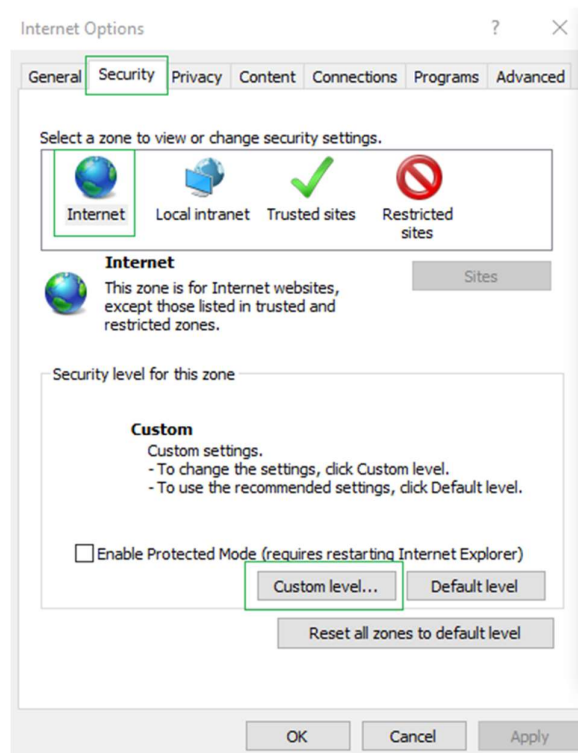 Internet Options ?
General Security Privacy Content Connections Programs Advanced
Select a zone to view or change security settings.
Internet Local intranet Trusted sites Restricted sites
Internet
This zone is for Internet websites,
except those listed in trusted and
restricted zones.
Sites
Security level for this zone
Custom
Custom settings.
- To change the settings, click Custom level.
- To use the recommended settings, click Default level.
Enable Protected Mode (requires restarting Internet Explorer)
Custom level... Default level
Reset all zones to default level
OK Cancel Apply